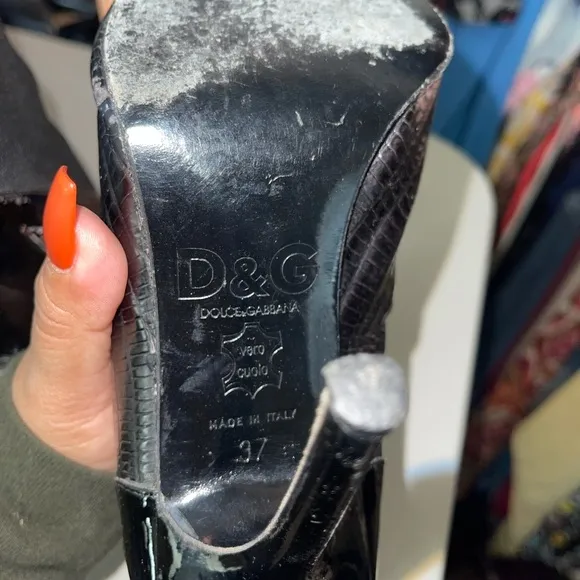 D&G
DOLCE&GABBANA
vero
cuoio
MADE IN ITALY
37